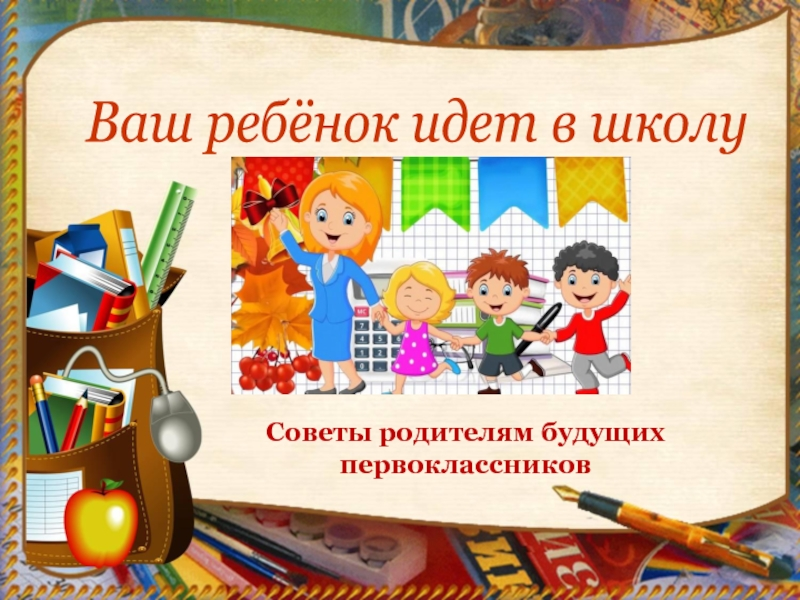 Ваш ребёнок идет в школу
Советы родителям будущих
первоклассников